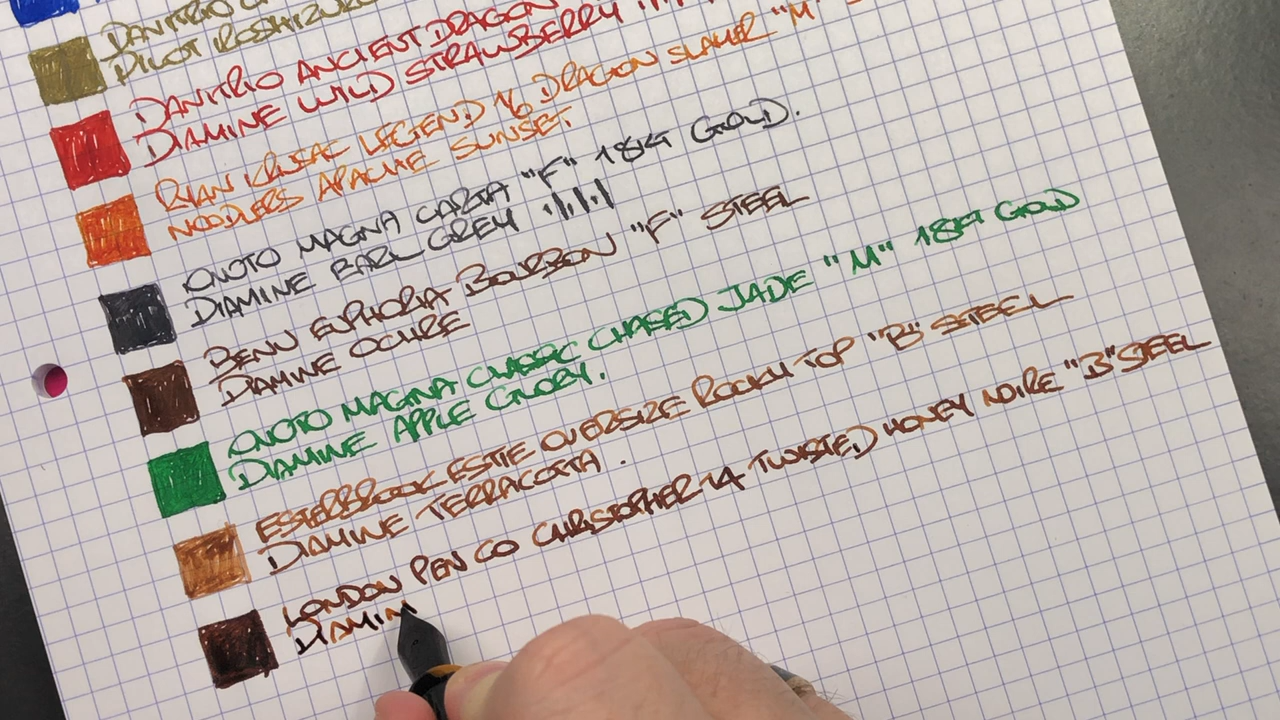 DANITRIO
PILOT IROSHIZUKU
DANITRIO ANCIENT DRAGON
DIAMINE WILD STRAWBERRY
RYAN KRUSAC LEGEND 16 DRAGON SLAYER "M"
NOODLERS APACHE SUNSET.
ONOTO MAGNA CARTA "F" 18K GOLD.
DIAMINE EARL GREY
BENU EUPHORIA BOURBON "F" STEEL
DIAMINE OCHRE
ONOTO MAGNA CLASSIC CHASED JADE "M" 18K GOLD
DIAMINE APPLE GLORY.
ESTERBROOK ESTIE OVERSIZE ROCKY TOP "B" STEEL
DIAMINE TERRACOTTA.
LONDON PEN CO CHRISTOPHER 14 TWISTED HONEY NOIRE "B" STEEL
DIAMIN